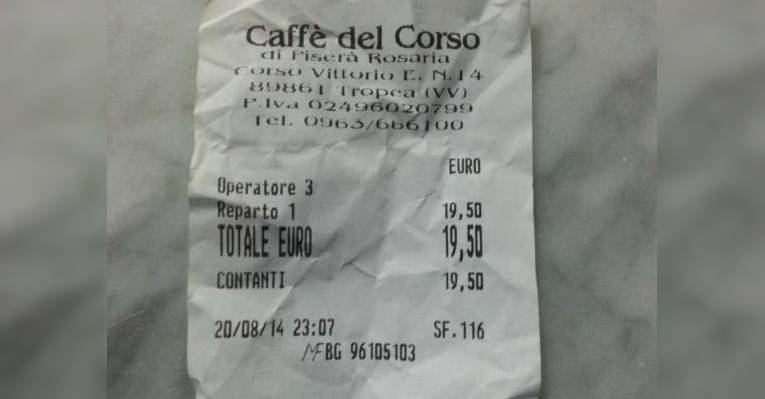 Caffè del Corso
di Piserà Rosaria
Corso Vittorio E. N.14
89861 Tropea (VV)
P.Iva 02496020799
Tel. 0963/666100
EURO
Operatore 3
Reparto 1 19,50
TOTALE EURO 19,50
CONTANTI 19,50
20/08/14 23:07 SF.116
MFBG 96105103